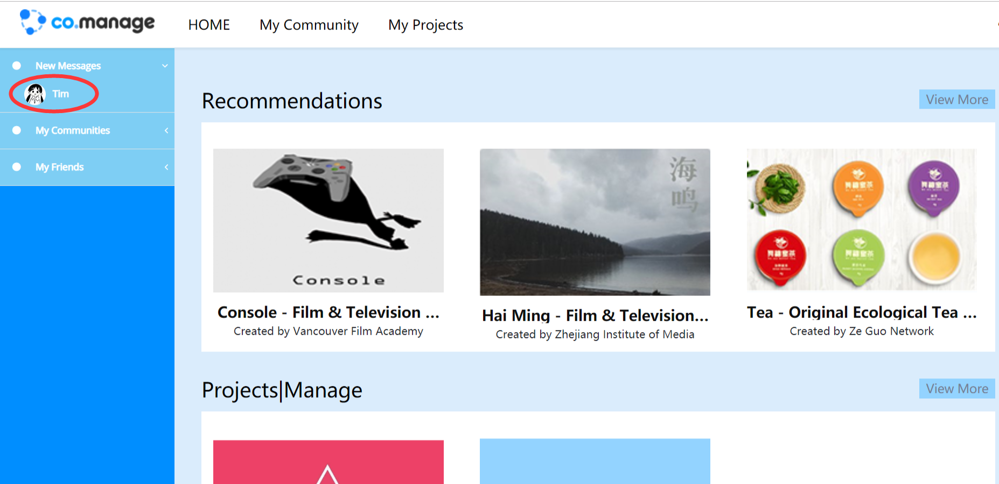 co.manage
HOME
My Community
My Projects
New Messages
Tim
My Communities
My Friends
Recommendations
View More
Console
海鸣
Console - Film & Television ...
Created by Vancouver Film Academy
Hai Ming - Film & Television...
Created by Zhejiang Institute of Media
Tea - Original Ecological Tea ...
Created by Ze Guo Network
Projects|Manage
View More